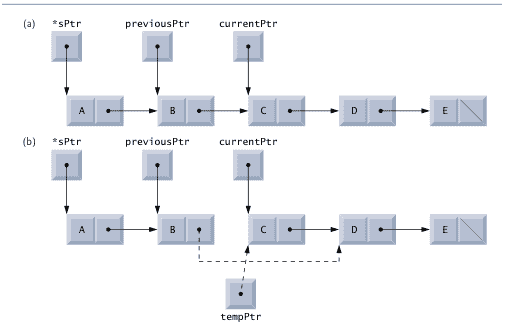 (a) *sPtr previousPtr currentPtr
A B C D E
(b) *sPtr previousPtr currentPtr
A B C D E
tempPtr